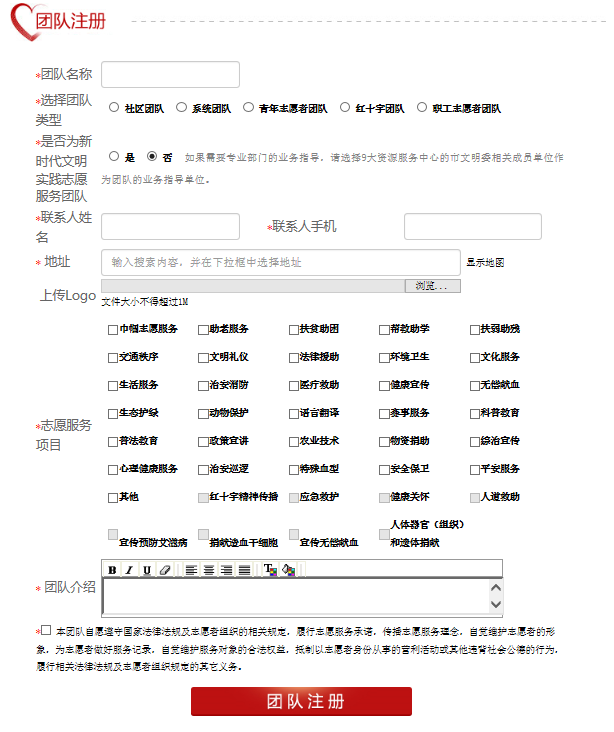 团队注册
*团队名称
*选择团队类型
社区团队 系统团队 青年志愿者团队 红十字团队 职工志愿者团队
*是否为新时代文明实践志愿服务团队
是 否 如果需要专业部门的业务指导，请选择9大资源服务中心的市文明委相关成员单位作
为团队的业务指导单位。
*联系人姓名 *联系人手机
* 地址 输入搜索内容，并在下拉框中选择地址 显示地图
上传Logo 浏览...
文件大小不得超过1M
*志愿服务项目
巾帼志愿服务 助老服务 扶贫助困 帮教助学 扶弱助残
交通秩序 文明礼仪 法律援助 环境卫生 文化服务
生活服务 治安消防 医疗救助 健康宣传 无偿献血
生态护绿 动物保护 语言翻译 赛事服务 科普教育
普法教育 政策宣讲 农业技术 物资捐助 综治宣传
心理健康服务 治安巡逻 特殊血型 安全保卫 平安服务
其他 红十字精神传播 应急救护 健康关怀 人道救助
宣传预防艾滋病 捐献造血干细胞 宣传无偿献血 人体器官（组织）和遗体捐献
* 团队介绍
B I U
T
*本团队自愿遵守国家法律法规及志愿者组织的相关规定，履行志愿服务承诺，传播志愿服务理念，自觉维护志愿者的形
象，为志愿者做好服务记录，自觉维护服务对象的合法权益，抵制以志愿者身份从事的营利活动或其他违背社会公德的行为，
履行相关法律法规及志愿者组织规定的其它义务。
团队注册